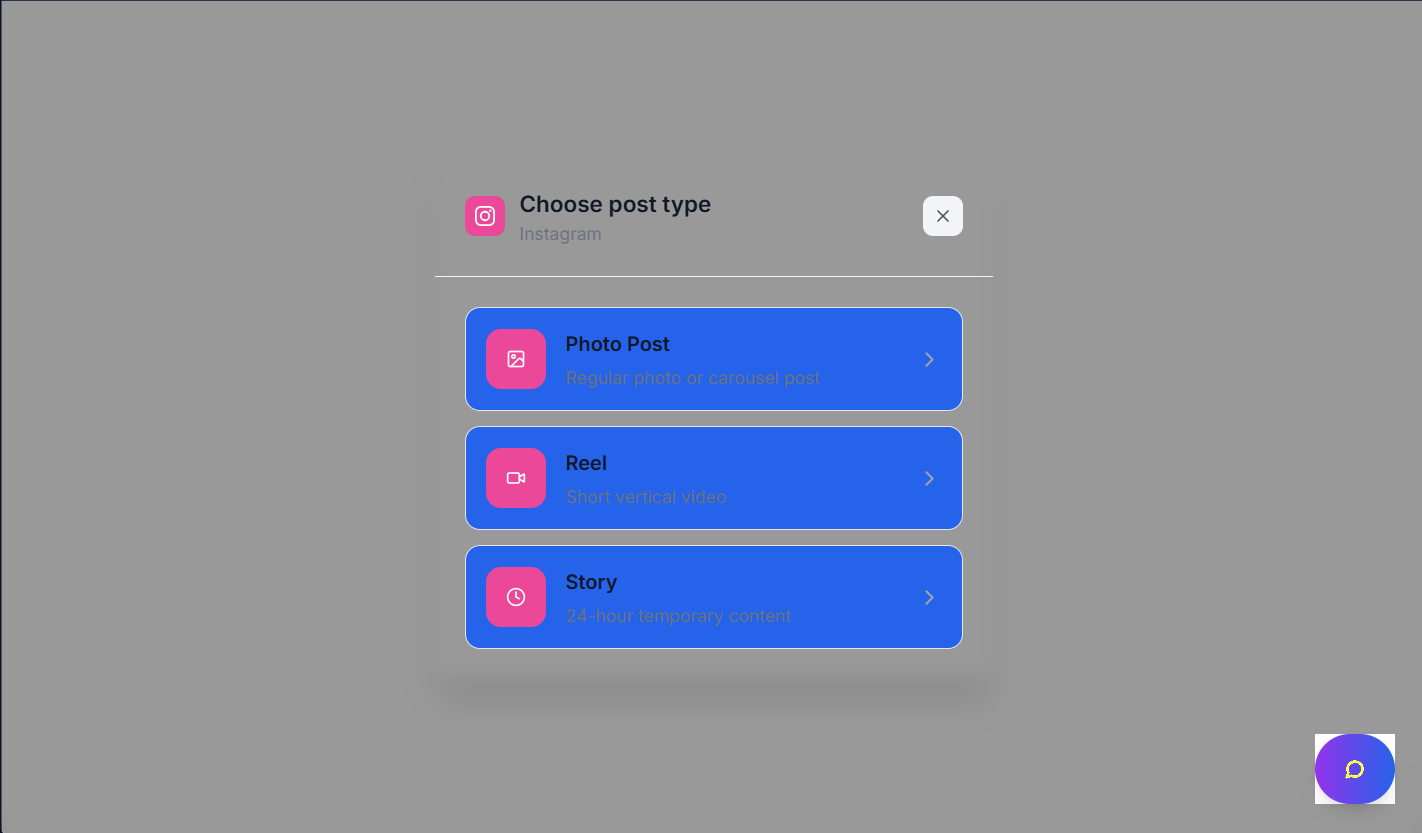 Choose post type
Instagram
Photo Post
Regular photo or carousel post
Reel
Short vertical video
Story
24-hour temporary content